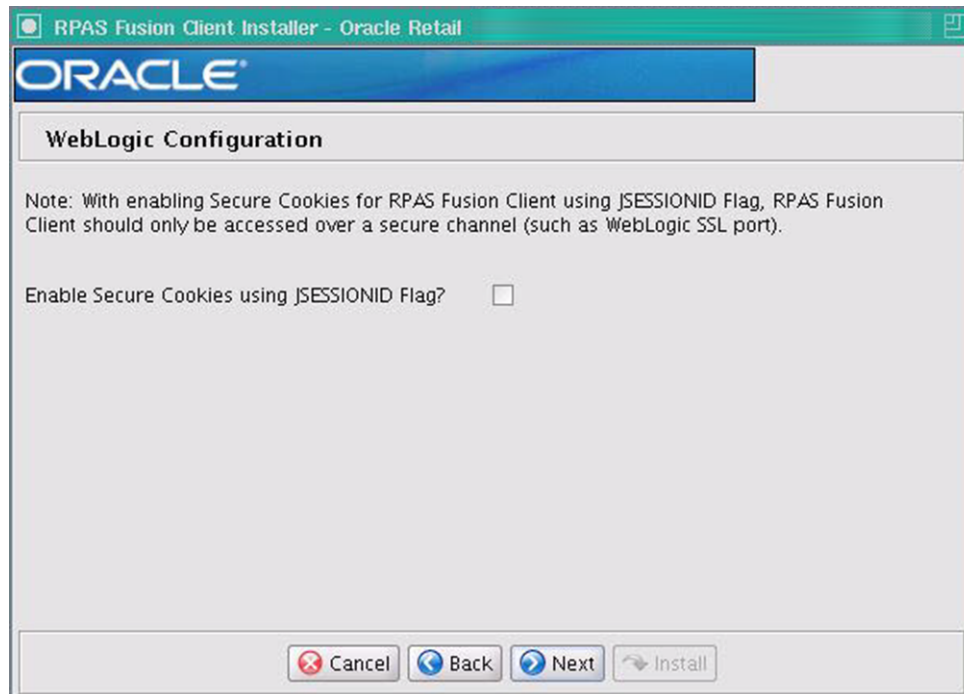 RPAS Fusion Client Installer - Oracle Retail
ORACLE®
WebLogic Configuration
Note: With enabling Secure Cookies for RPAS Fusion Client using JSESSIONID Flag, RPAS Fusion
Client should only be accessed over a secure channel (such as WebLogic SSL port).
Enable Secure Cookies using JSESSIONID Flag?
Cancel Back Next Install